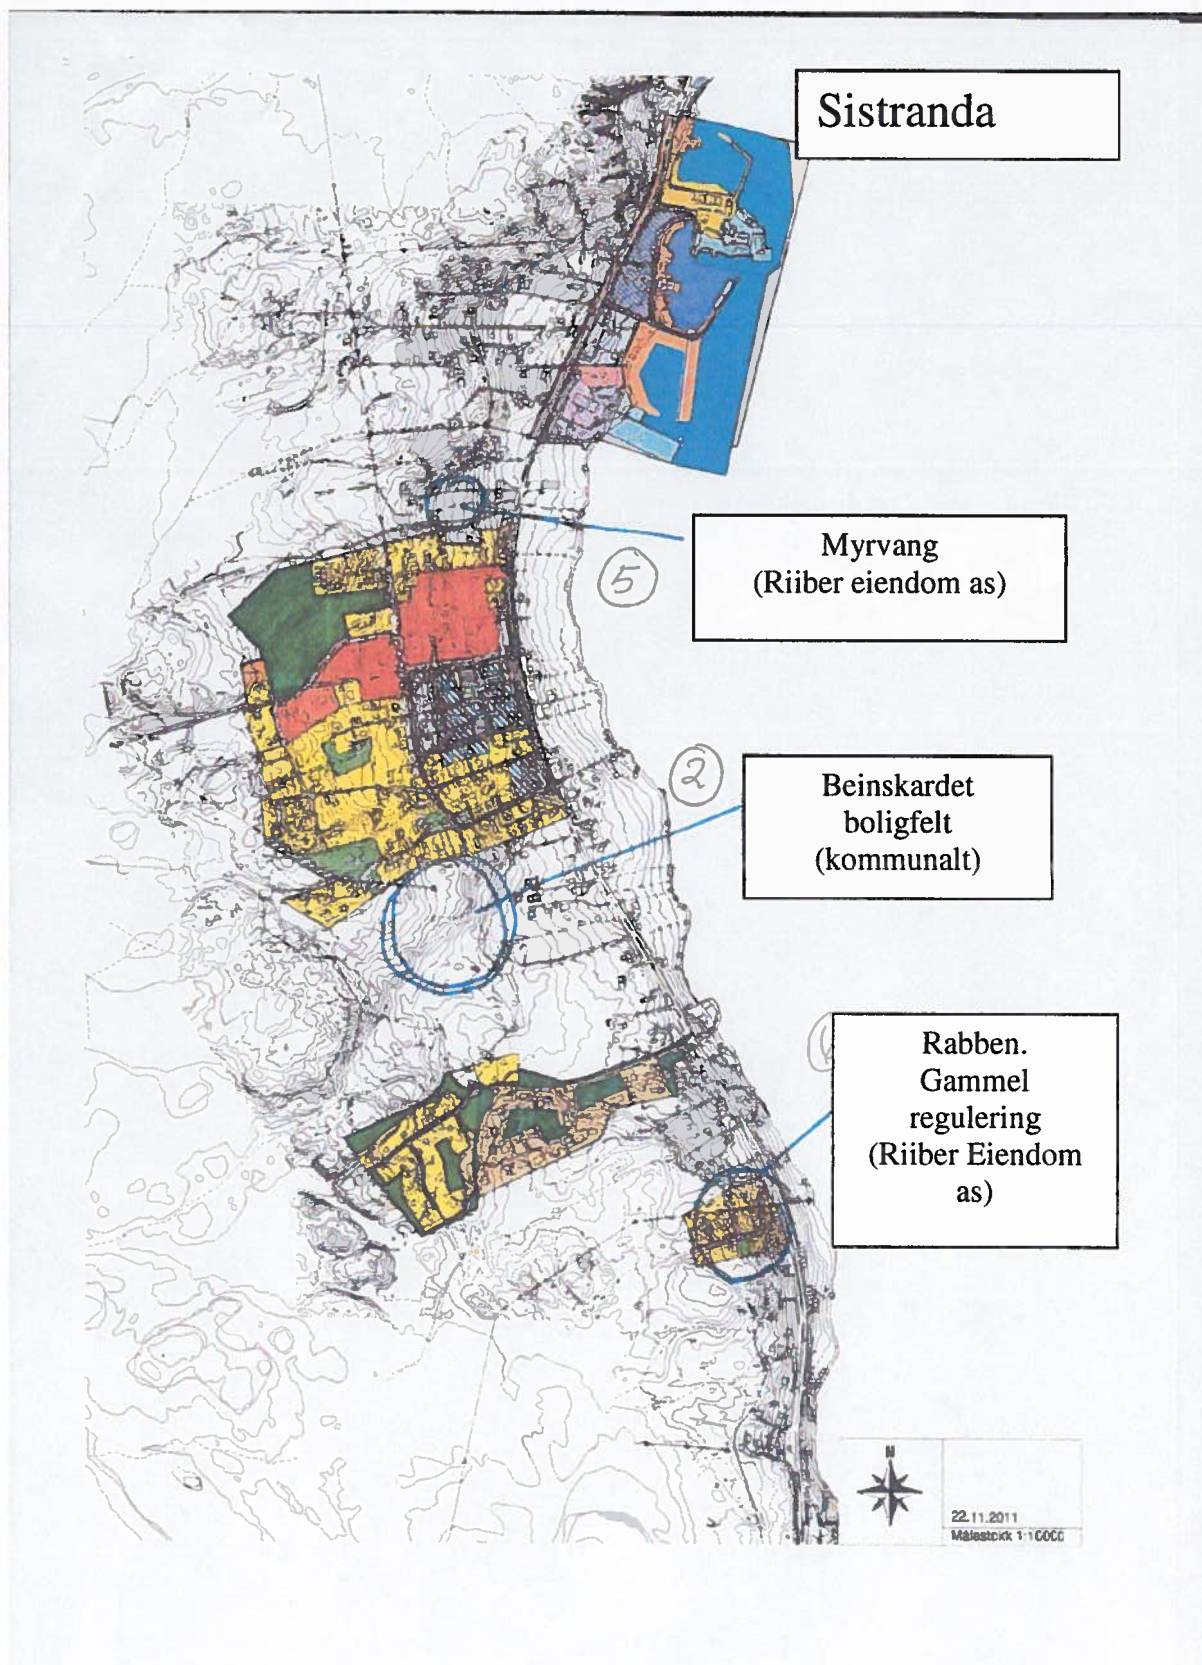 Sistranda
Myrvang
(Riiber eiendom as)
5
2
Beinskardet
boligfelt
(kommunalt)
Rabben.
Gammel
regulering
(Riiber Eiendom
as)
N
22.11.2011
Målestokk 1:10000